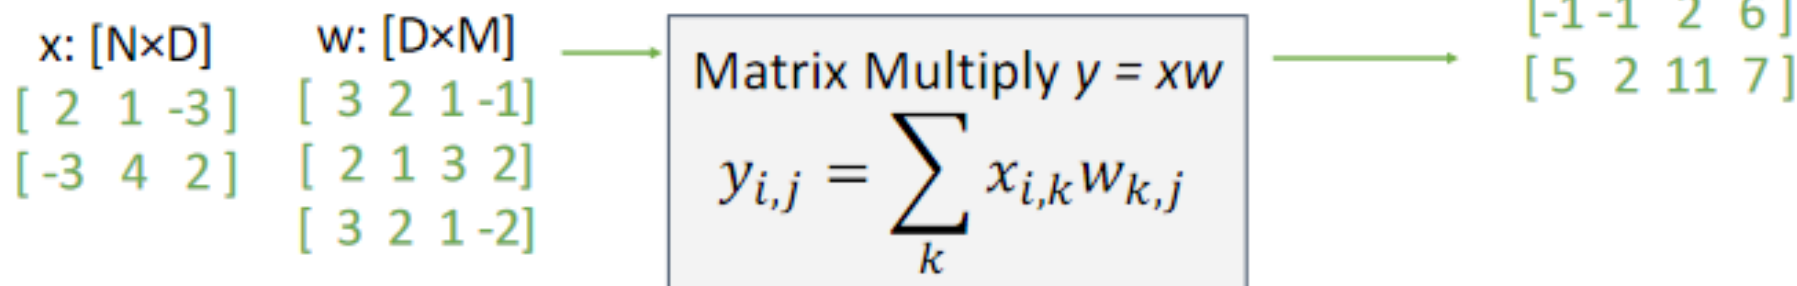 x: [N×D]
[ 2 1 -3 ]
[ -3 4 2 ]
w: [D×M]
[ 3 2 1 -1]
[ 2 1 3 2]
[ 3 2 1 -2]
Matrix Multiply y = xw
y_{i,j} = ∑_k x_{i,k} w_{k,j}
[-1 -1 2 6 ]
[ 5 2 11 7 ]